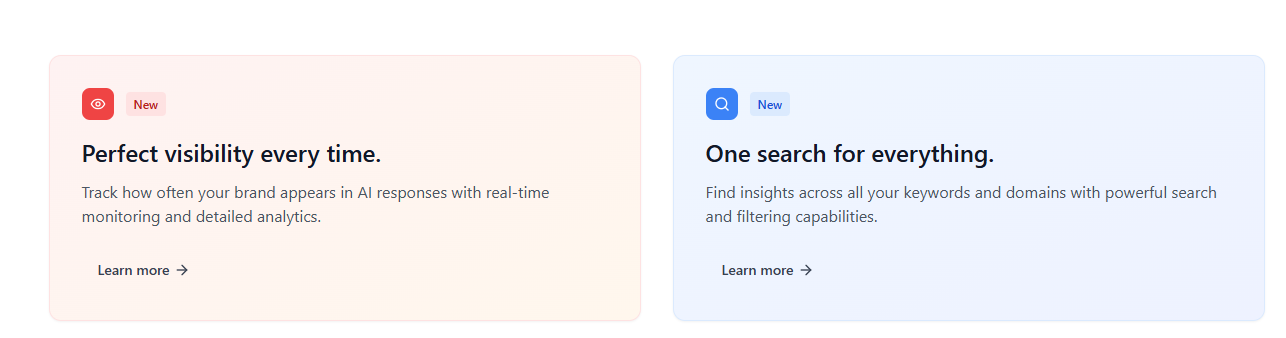 New
Perfect visibility every time.
Track how often your brand appears in AI responses with real-time
monitoring and detailed analytics.
Learn more →
New
One search for everything.
Find insights across all your keywords and domains with powerful search
and filtering capabilities.
Learn more →